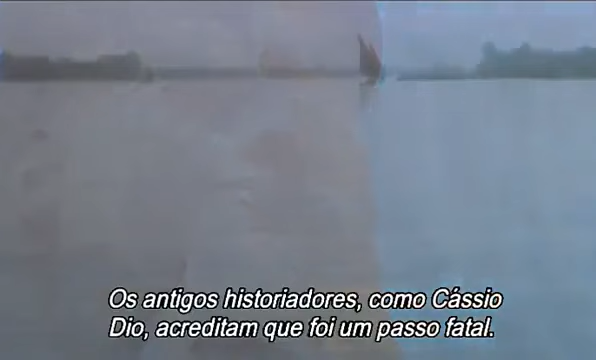 Os antigos historiadores, como Cássio
Dio, acreditam que foi um passo fatal.